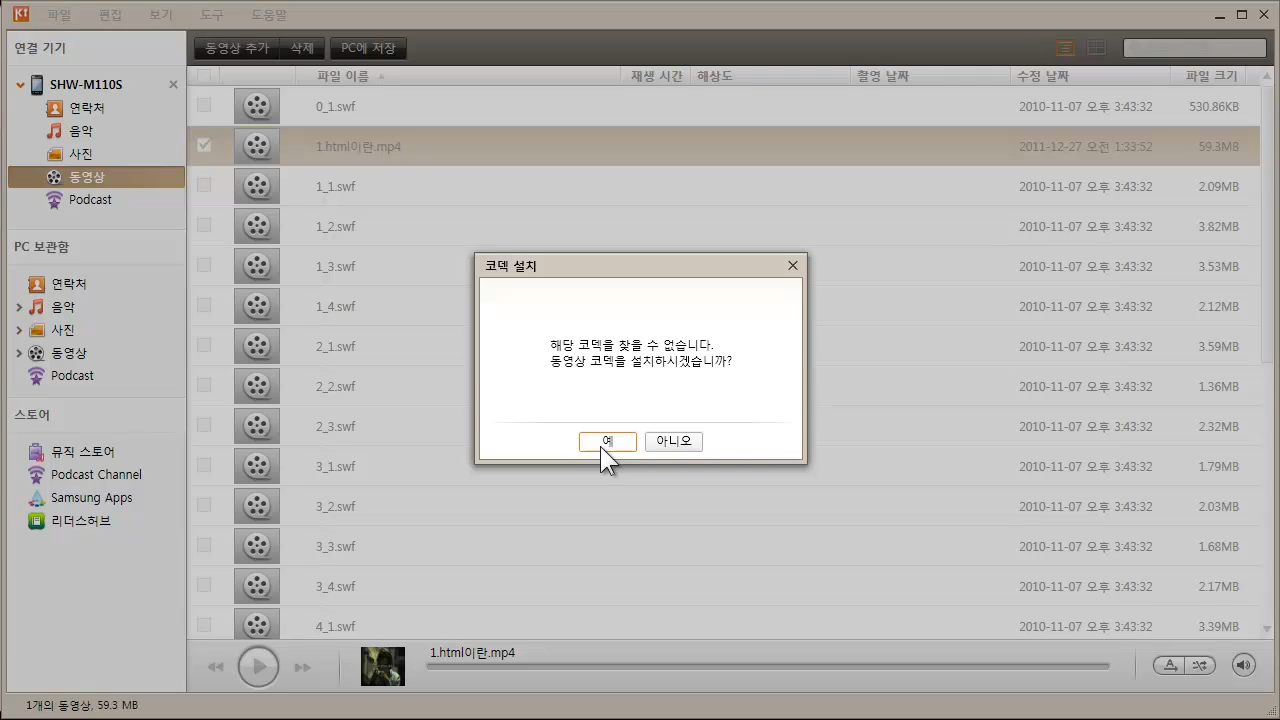 파일 편집 보기 도구 도움말
연결 기기
동영상 추가 삭제 PC에 저장
파일 이름 재생 시간 해상도 촬영 날짜 수정 날짜 파일 크기
SHW-M110S
연락처
음악
사진
동영상
Podcast
PC 보관함
연락처
음악
사진
동영상
Podcast
스토어
뮤직 스토어
Podcast Channel
Samsung Apps
리더스허브
0_1.swf 2010-11-07 오후 3:43:32 530.86KB
1.html이란.mp4 2011-12-27 오전 1:33:52 59.3MB
1_1.swf 2010-11-07 오후 3:43:32 2.09MB
1_2.swf 2010-11-07 오후 3:43:32 3.82MB
1_3.swf 2010-11-07 오후 3:43:32 3.53MB
1_4.swf 2010-11-07 오후 3:43:32 2.12MB
2_1.swf 2010-11-07 오후 3:43:32 3.59MB
2_2.swf 2010-11-07 오후 3:43:32 1.36MB
2_3.swf 2010-11-07 오후 3:43:32 2.32MB
3_1.swf 2010-11-07 오후 3:43:32 1.79MB
3_2.swf 2010-11-07 오후 3:43:32 2.03MB
3_3.swf 2010-11-07 오후 3:43:32 1.68MB
3_4.swf 2010-11-07 오후 3:43:32 2.17MB
4_1.swf 2010-11-07 오후 3:43:32 3.39MB
코덱 설치
해당 코덱을 찾을 수 없습니다.
동영상 코덱을 설치하시겠습니까?
예 아니오
1.html이란.mp4
1개의 동영상, 59.3 MB